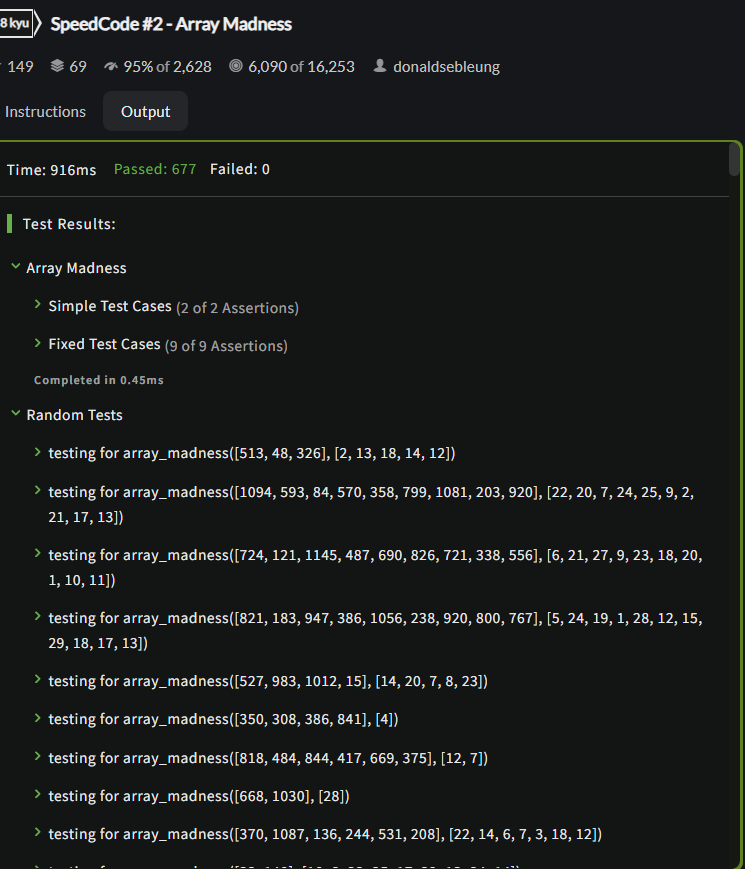 8 kyu SpeedCode #2 - Array Madness
149 69 95% of 2,628 6,090 of 16,253 donaldsebleung
Instructions Output
Time: 916ms Passed: 677 Failed: 0
Test Results:
Array Madness
Simple Test Cases (2 of 2 Assertions)
Fixed Test Cases (9 of 9 Assertions)
Completed in 0.45ms
Random Tests
testing for array_madness([513, 48, 326], [2, 13, 18, 14, 12])
testing for array_madness([1094, 593, 84, 570, 358, 799, 1081, 203, 920], [22, 20, 7, 24, 25, 9, 2,
21, 17, 13])
testing for array_madness([724, 121, 1145, 487, 690, 826, 721, 338, 556], [6, 21, 27, 9, 23, 18, 20,
1, 10, 11])
testing for array_madness([821, 183, 947, 386, 1056, 238, 920, 800, 767], [5, 24, 19, 1, 28, 12, 15,
29, 18, 17, 13])
testing for array_madness([527, 983, 1012, 15], [14, 20, 7, 8, 23])
testing for array_madness([350, 308, 386, 841], [4])
testing for array_madness([818, 484, 844, 417, 669, 375], [12, 7])
testing for array_madness([668, 1030], [28])
testing for array_madness([370, 1087, 136, 244, 531, 208], [22, 14, 6, 7, 3, 18, 12])